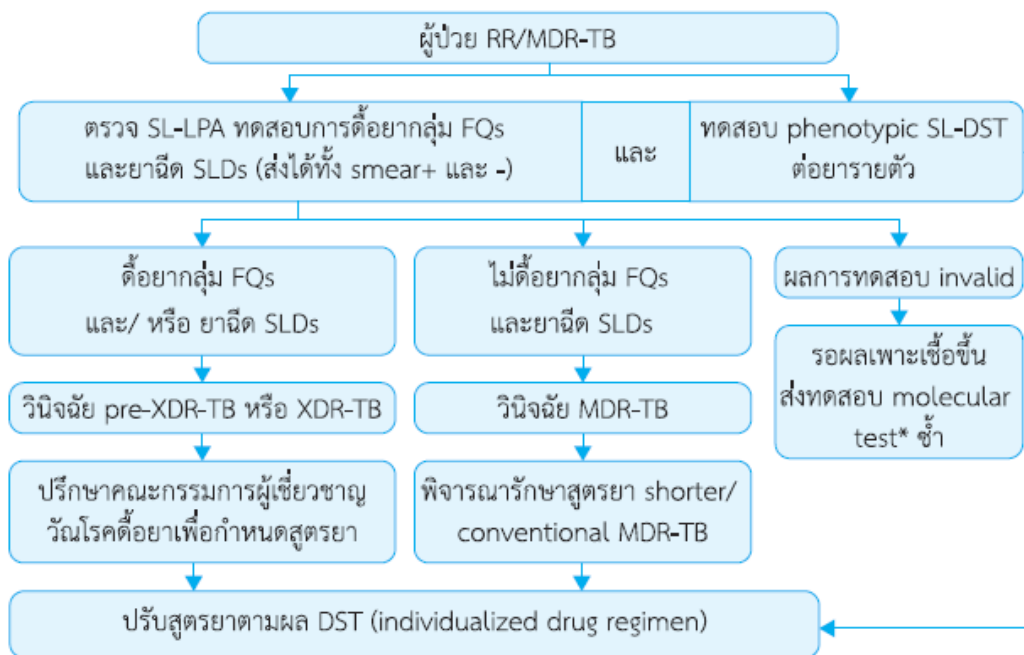 ผู้ป่วย RR/MDR-TB
ตรวจ SL-LPA ทดสอบการดื้อยากลุ่ม FQs
และยาฉีด SLDs (ส่งได้ทั้ง smear+ และ -)
และ
ทดสอบ phenotypic SL-DST
ต่อยารายตัว
ดื้อยากลุ่ม FQs
และ/ หรือ ยาฉีด SLDs
ไม่ดื้อยากลุ่ม FQs
และยาฉีด SLDs
ผลการทดสอบ invalid
รอผลเพาะเชื้อขึ้น
ส่งทดสอบ molecular
test* ซ้ำ
วินิจฉัย pre-XDR-TB หรือ XDR-TB
วินิจฉัย MDR-TB
ปรึกษาคณะกรรมการผู้เชี่ยวชาญ
วัณโรคดื้อยาเพื่อกำหนดสูตรยา
พิจารณารักษาสูตรยา shorter/
conventional MDR-TB
ปรับสูตรยาตามผล DST (individualized drug regimen)